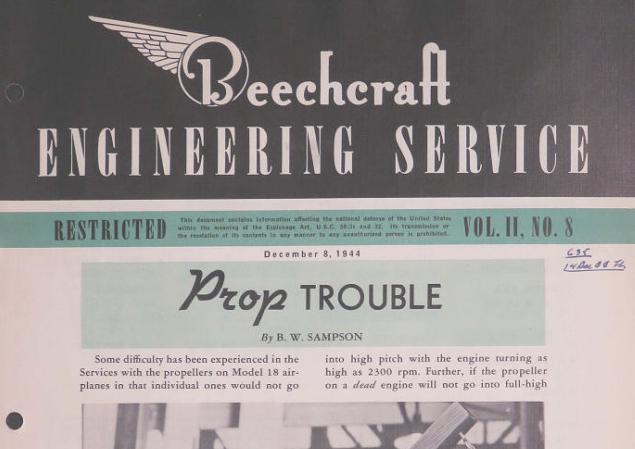 Beechcraft
ENGINEERING SERVICE
RESTRICTED
This document contains information affecting the national defense of the United States
within the meaning of the Espionage Act, U.S.C. 50:31 and 32. Its transmission or
the revelation of its contents in any manner to any unauthorized person is prohibited.
VOL. II, NO. 8
December 8, 1944
635
14 Dec
Prop TROUBLE
By B. W. SAMPSON
Some difficulty has been experienced in the
Services with the propellers on Model 18 air-
planes in that individual ones would not go
into high pitch with the engine turning as
high as 2300 rpm. Further, if the propeller
on a dead engine will not go into full-high